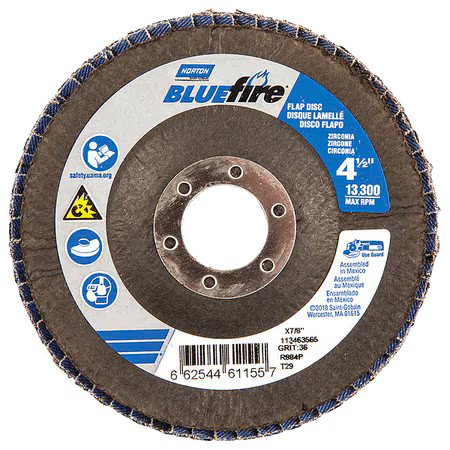 NORTON
SAINT-GOBAIN
BLUEfire
FLAP DISC
DISQUE LAMELLÉ
DISCO FLAPO
ZIRCONIA
ZIRCONE
CIRCONIA
4½"
13,300
MAX RPM
safety.uama.org
Use Guard
Assembled
in Mexico
Assemblé
au Mexique
Ensamblado
en México
©2018 Saint-Gobain
Worcester, MA 01615
X7/8"
113463565
GRIT:36
R884P
T29
6 62544 61155 7